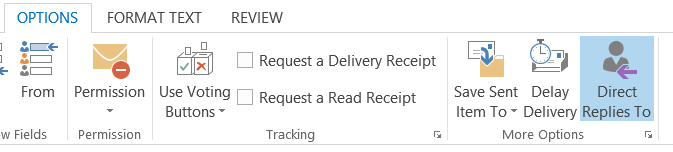 OPTIONS FORMAT TEXT REVIEW
From
Permission
Use Voting
Buttons
Request a Delivery Receipt
Request a Read Receipt
Save Sent
Item To
Delay
Delivery
Direct
Replies To
w Fields
Permission
Tracking
More Options